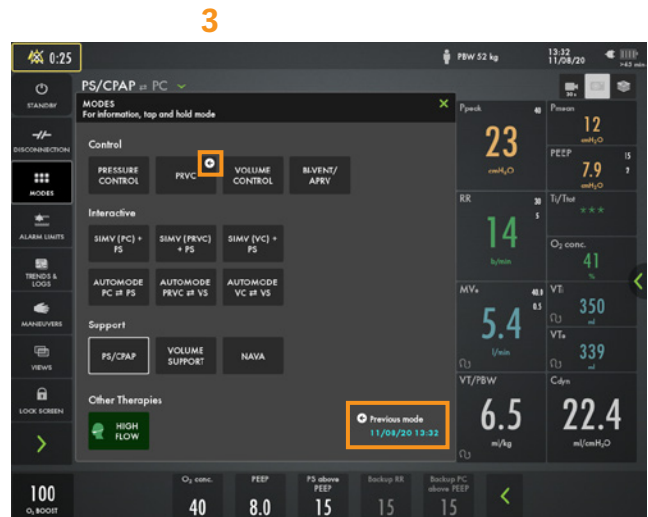 3
0:25
PBW 52 kg
13:32
11/08/20
>45 min
PS/CPAP ⇌ PC
30 s
STANDBY
DISCONNECTION
MODES
ALARM LIMITS
TRENDS &
LOGS
MANEUVERS
VIEWS
LOCK SCREEN
MODES
For information, tap and hold mode
Control
PRESSURE
CONTROL
PRVC
VOLUME
CONTROL
BI-VENT/
APRV
Interactive
SIMV (PC) +
PS
SIMV (PRVC)
+ PS
SIMV (VC) +
PS
AUTOMODE
PC ⇌ PS
AUTOMODE
PRVC ⇌ VS
AUTOMODE
VC ⇌ VS
Support
PS/CPAP
VOLUME
SUPPORT
NAVA
Other Therapies
HIGH
FLOW
Previous mode
11/08/20 13:32
Ppeak
40
23
cmH₂O
Pmean
12
cmH₂O
PEEP
15
7.9
2
cmH₂O
RR
30
5
14
b/min
Ti/Ttot
***
O₂ conc.
41
%
MVe
40.0
0.5
5.4
l/min
VTi
350
ml
VTe
339
ml
VT/PBW
6.5
ml/kg
Cdyn
22.4
ml/cmH₂O
100
O₂ BOOST
O₂ conc.
40
PEEP
8.0
PS above
PEEP
15
Backup RR
15
Backup PC
above PEEP
15